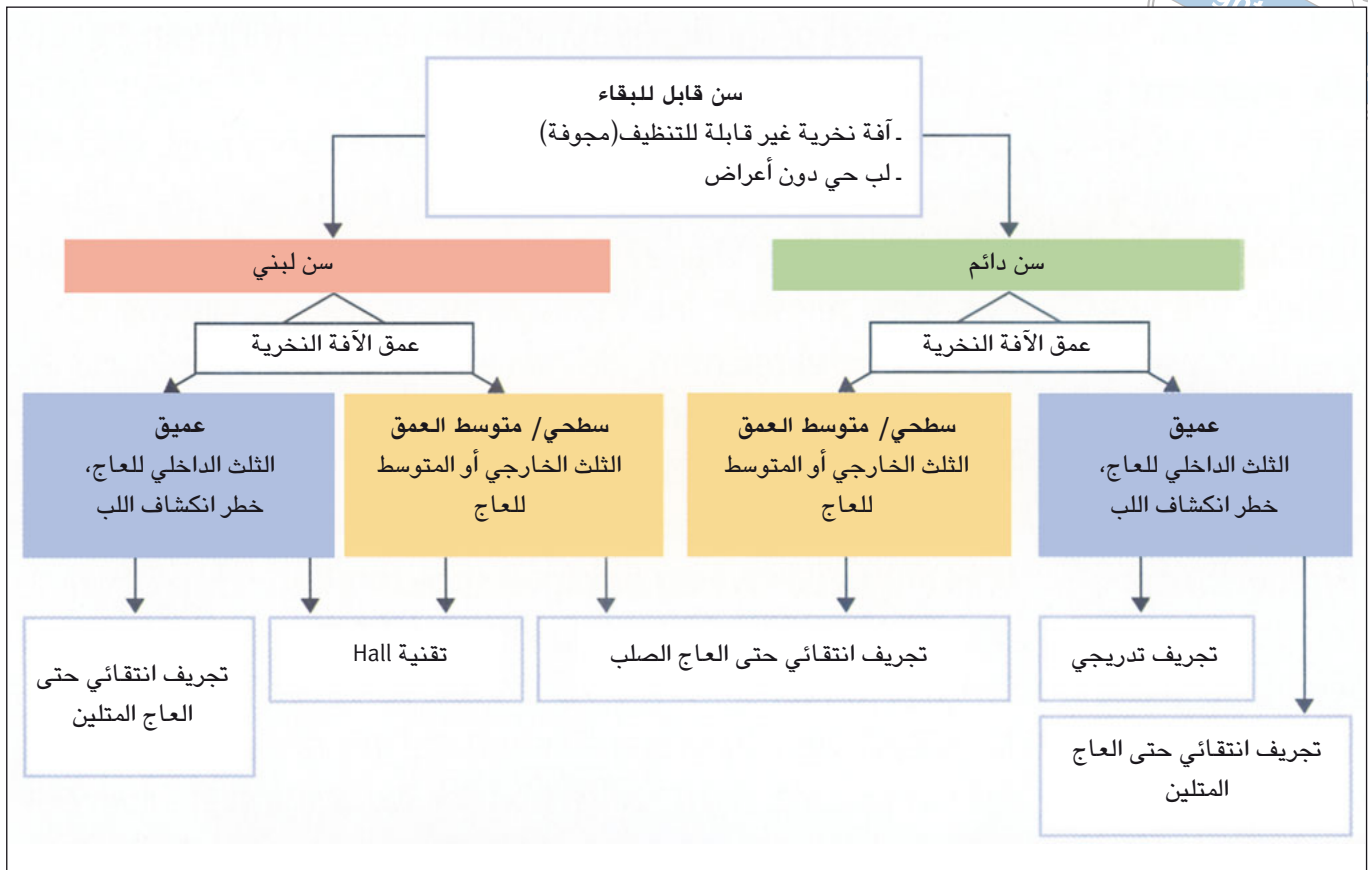 سن قابل للبقاء
ـ آفة نخرية غير قابلة للتنظيف(مجوفة)
ـ لب حي دون أعراض
سن دائم
سن لبني
عمق الآفة النخرية
عمق الآفة النخرية
عميق
الثلث الداخلي للعاج،
خطر انكشاف اللب
سطحي/ متوسط العمق
الثلث الخارجي أو المتوسط
للعاج
سطحي/ متوسط العمق
الثلث الخارجي أو المتوسط
للعاج
عميق
الثلث الداخلي للعاج،
خطر انكشاف اللب
تجريف تدريجي
تجريف انتقائي حتى العاج الصلب
تقنية Hall
تجريف انتقائي حتى
العاج المتلين
تجريف انتقائي حتى العاج
المتلين